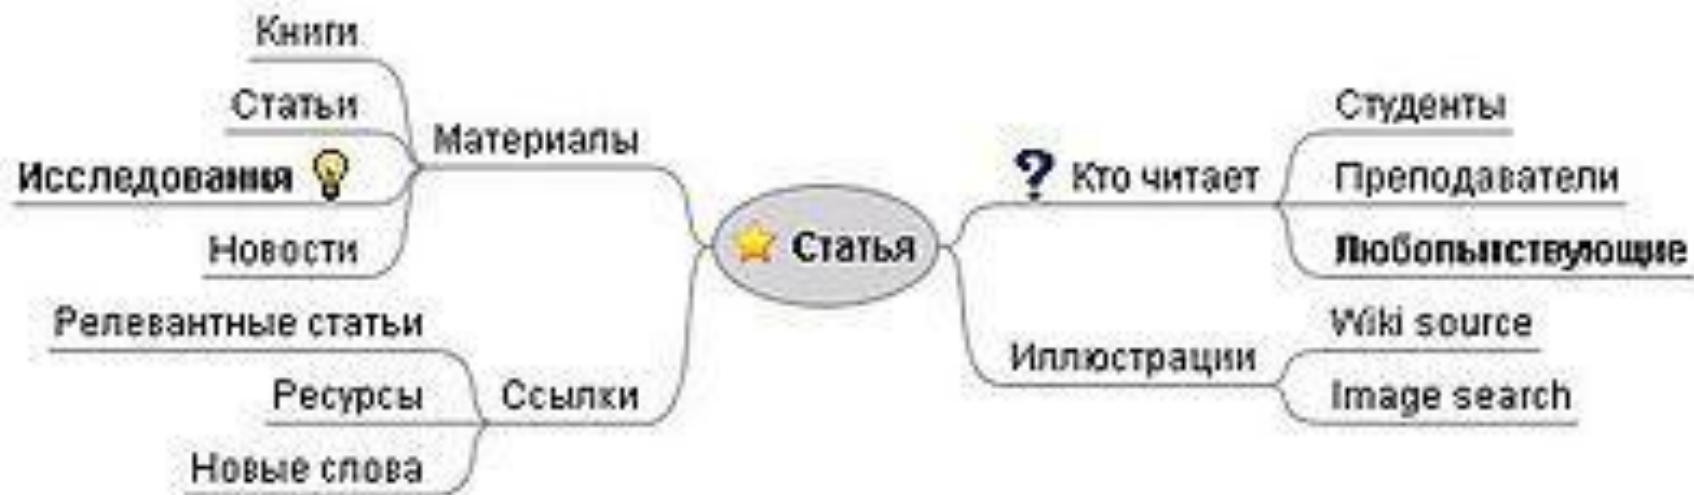 Книги
Статьи
Материалы
Исследования
Новости
Релевантные статьи
Ресурсы
Ссылки
Новые слова
Статья
? Кто читает
Студенты
Преподаватели
Любопытствующие
Иллюстрации
Wiki source
Image search